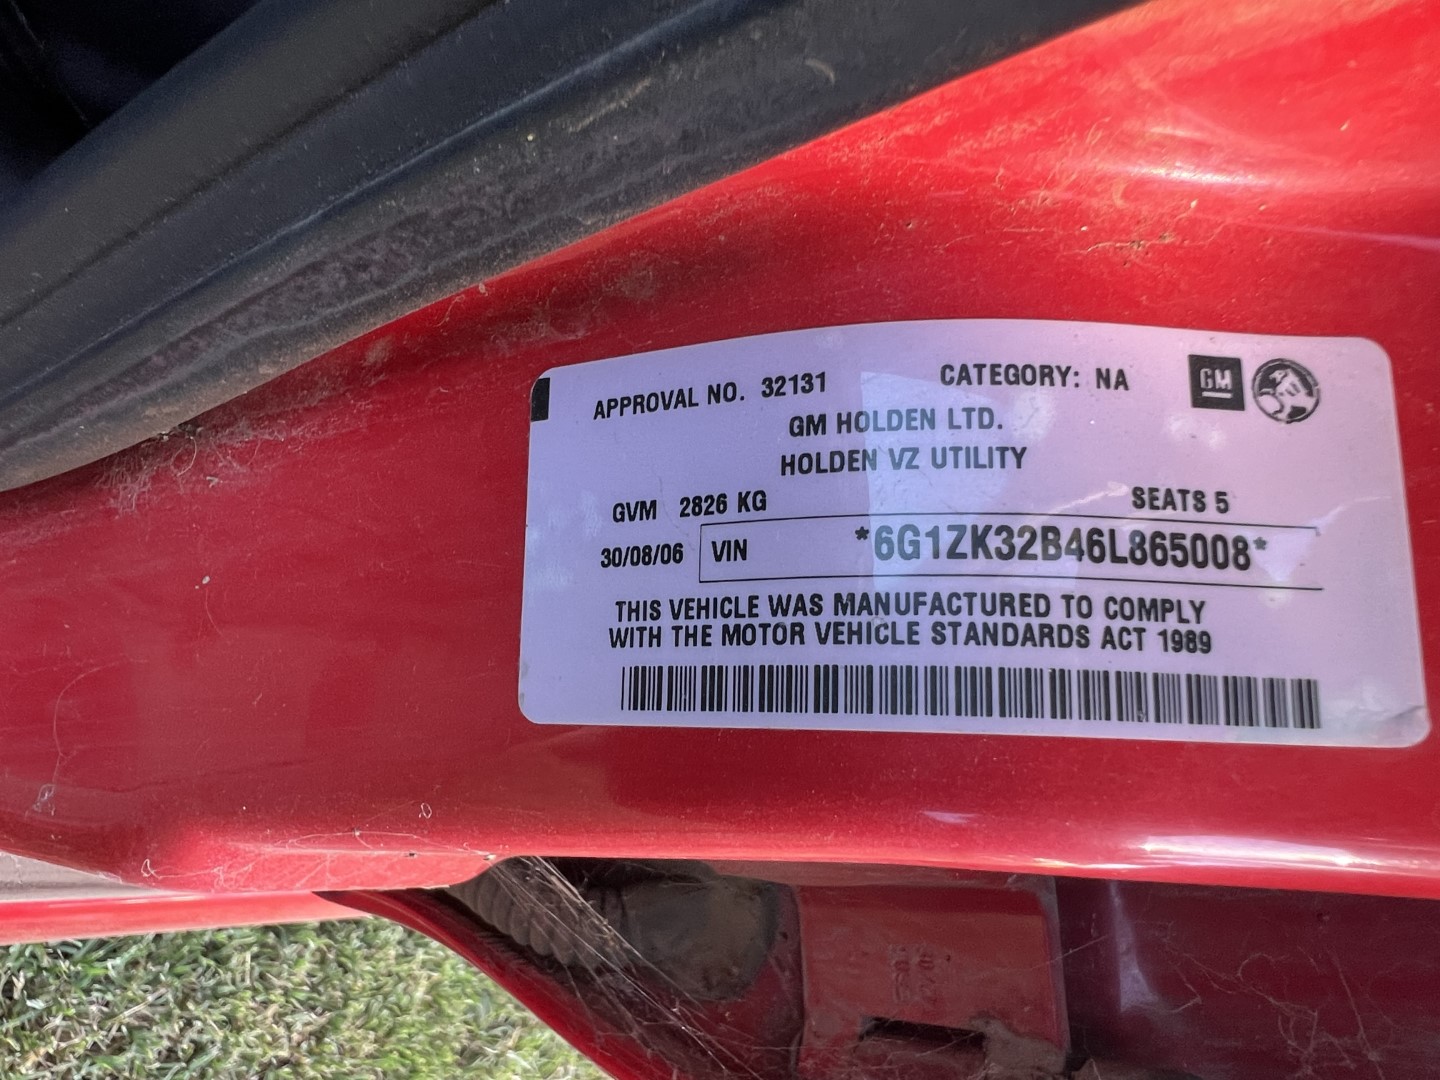 APPROVAL NO. 32131 CATEGORY: NA GM
GM HOLDEN LTD.
HOLDEN VZ UTILITY
GVM 2826 KG SEATS 5
30/08/06 VIN *6G1ZK32B46L865008*
THIS VEHICLE WAS MANUFACTURED TO COMPLY
WITH THE MOTOR VEHICLE STANDARDS ACT 1989